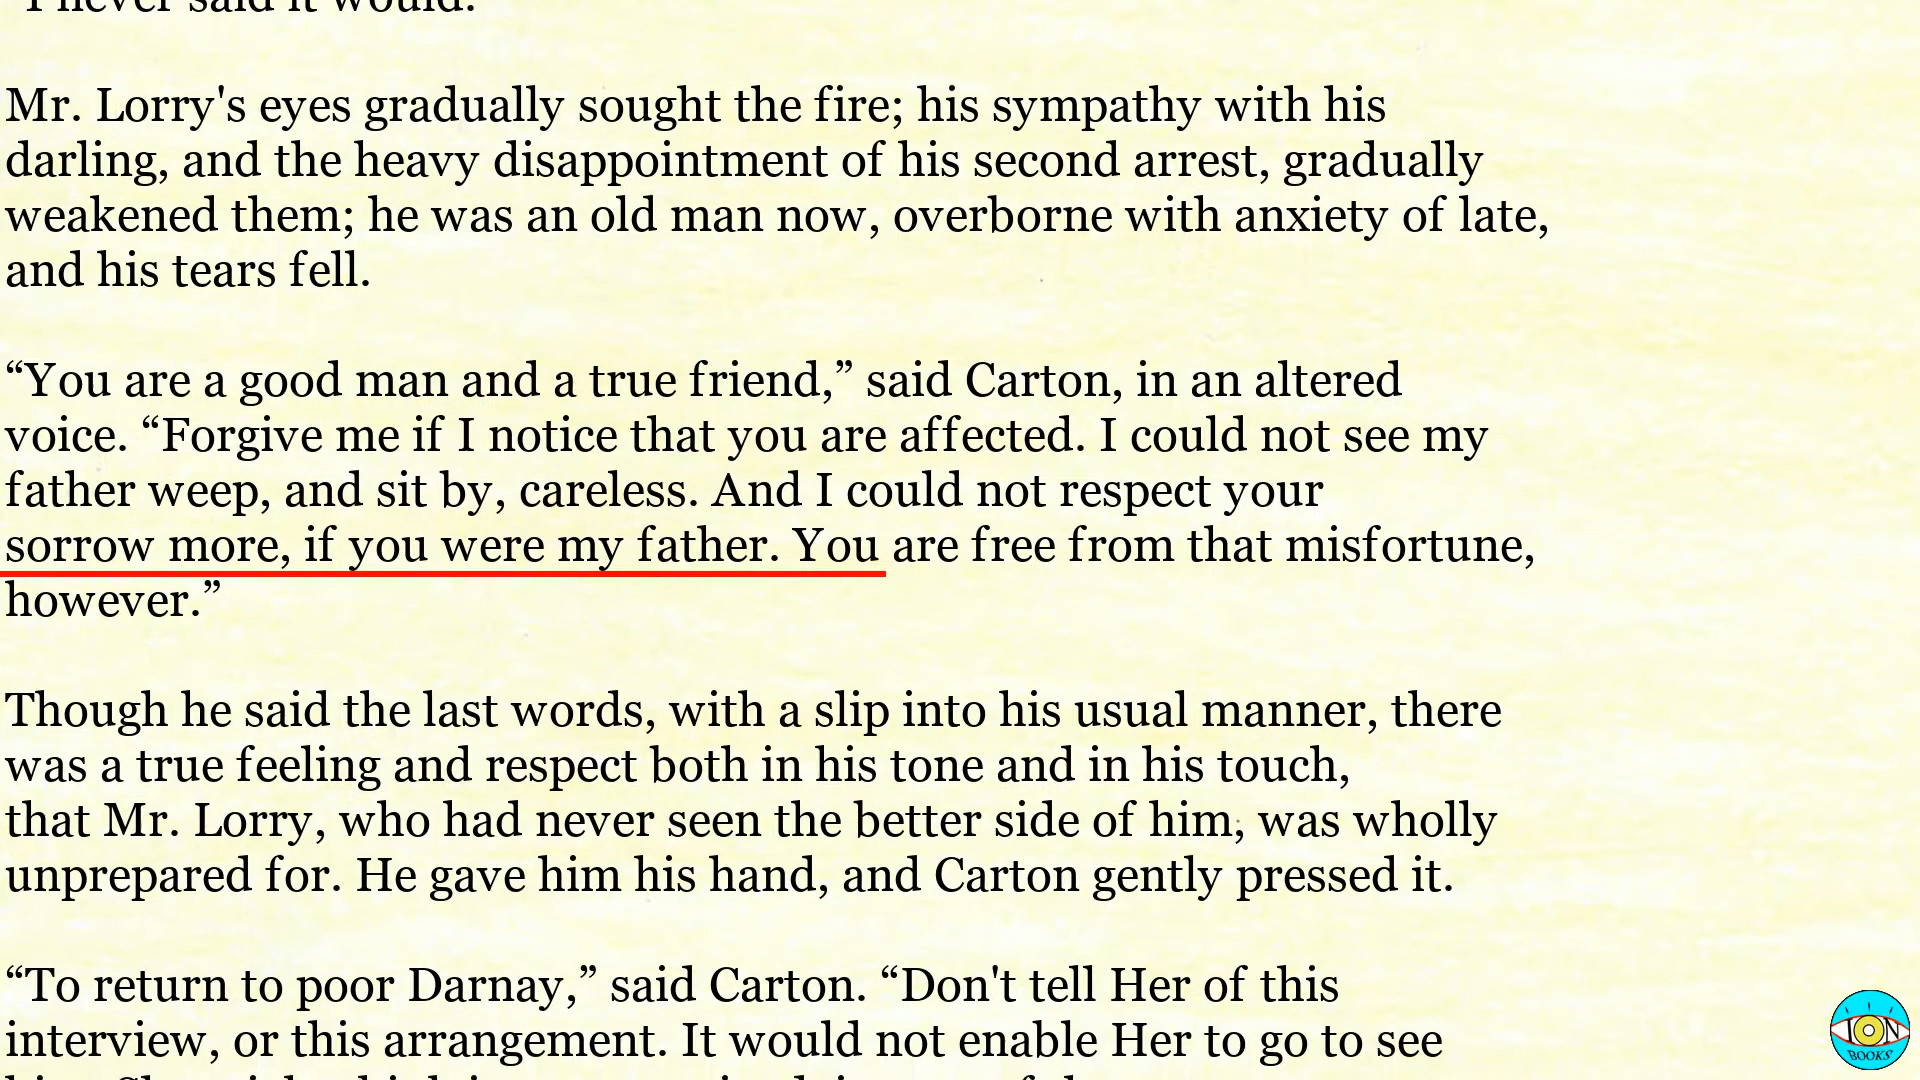 "I never said it would."
Mr. Lorry's eyes gradually sought the fire; his sympathy with his
darling, and the heavy disappointment of his second arrest, gradually
weakened them; he was an old man now, overborne with anxiety of late,
and his tears fell.
“You are a good man and a true friend,” said Carton, in an altered
voice. “Forgive me if I notice that you are affected. I could not see my
father weep, and sit by, careless. And I could not respect your
sorrow more, if you were my father. You are free from that misfortune,
however.”
Though he said the last words, with a slip into his usual manner, there
was a true feeling and respect both in his tone and in his touch,
that Mr. Lorry, who had never seen the better side of him, was wholly
unprepared for. He gave him his hand, and Carton gently pressed it.
“To return to poor Darnay,” said Carton. “Don't tell Her of this
interview, or this arrangement. It would not enable Her to go to see
ION
BOOKS